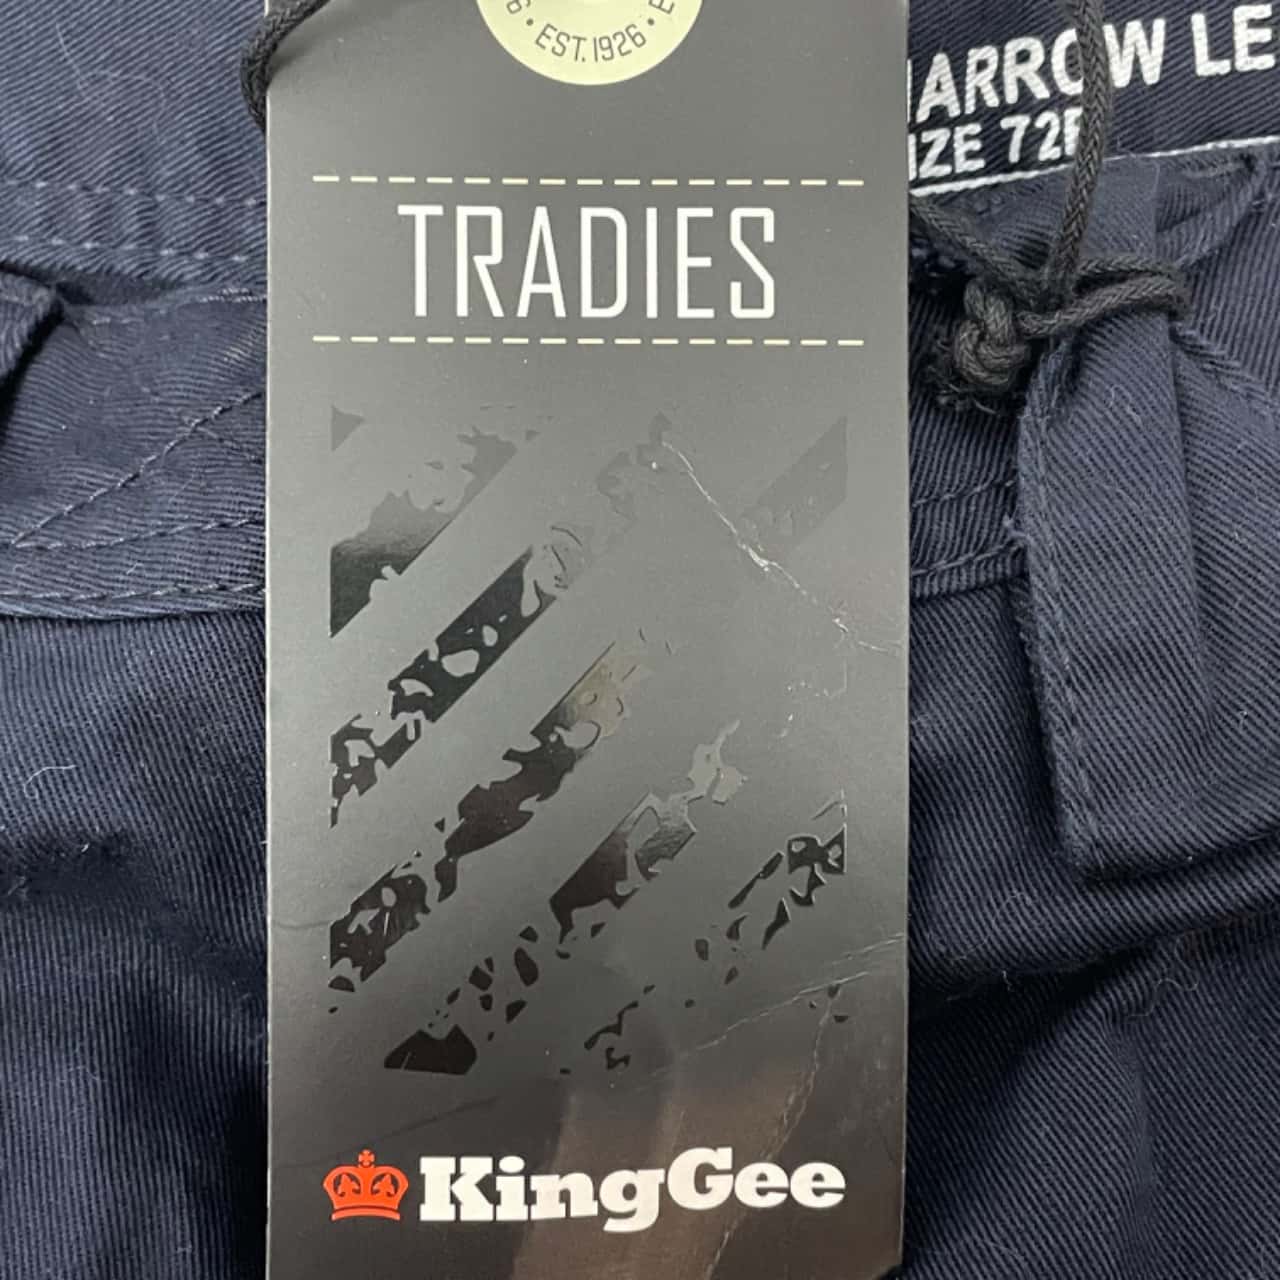 EST.1926
TRADIES
KingGee
ARROW LE
IZE 72